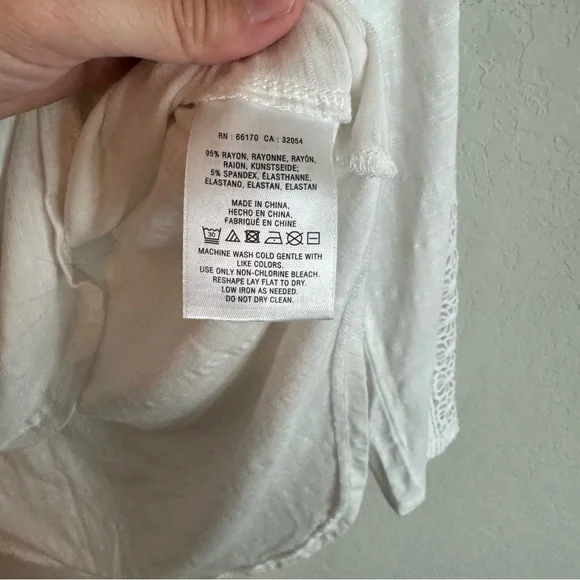 RN : 66170 CA : 32054
95% RAYON, RAYONNE, RAYÓN,
RAION, KUNSTSEIDE;
5% SPANDEX, ÉLASTHANNE,
ELASTANO, ELASTAN, ELASTAN
MADE IN CHINA,
HECHO EN CHINA,
FABRIQUÉ EN CHINE
30
MACHINE WASH COLD GENTLE WITH
LIKE COLORS.
USE ONLY NON-CHLORINE BLEACH.
RESHAPE LAY FLAT TO DRY.
LOW IRON AS NEEDED.
DO NOT DRY CLEAN.